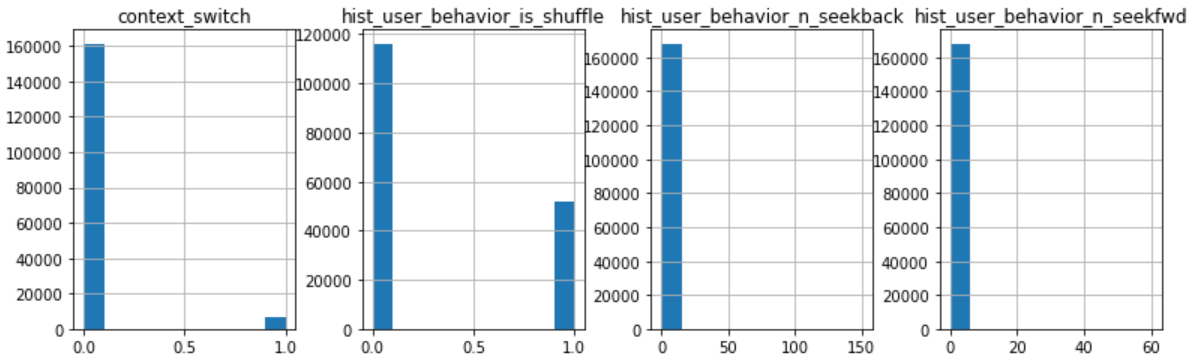 context_switch hist_user_behavior_is_shuffle hist_user_behavior_n_seekback hist_user_behavior_n_seekfwd
160000 120000 160000 160000
140000 100000 140000 140000
120000 80000 120000 120000
100000 60000 100000 100000
80000 40000 80000 80000
60000 20000 60000 60000
40000 0 40000 40000
20000 20000 20000
0 0 0
0.0 0.5 1.0 0.0 0.5 1.0 0 50 100 150 0 20 40 60